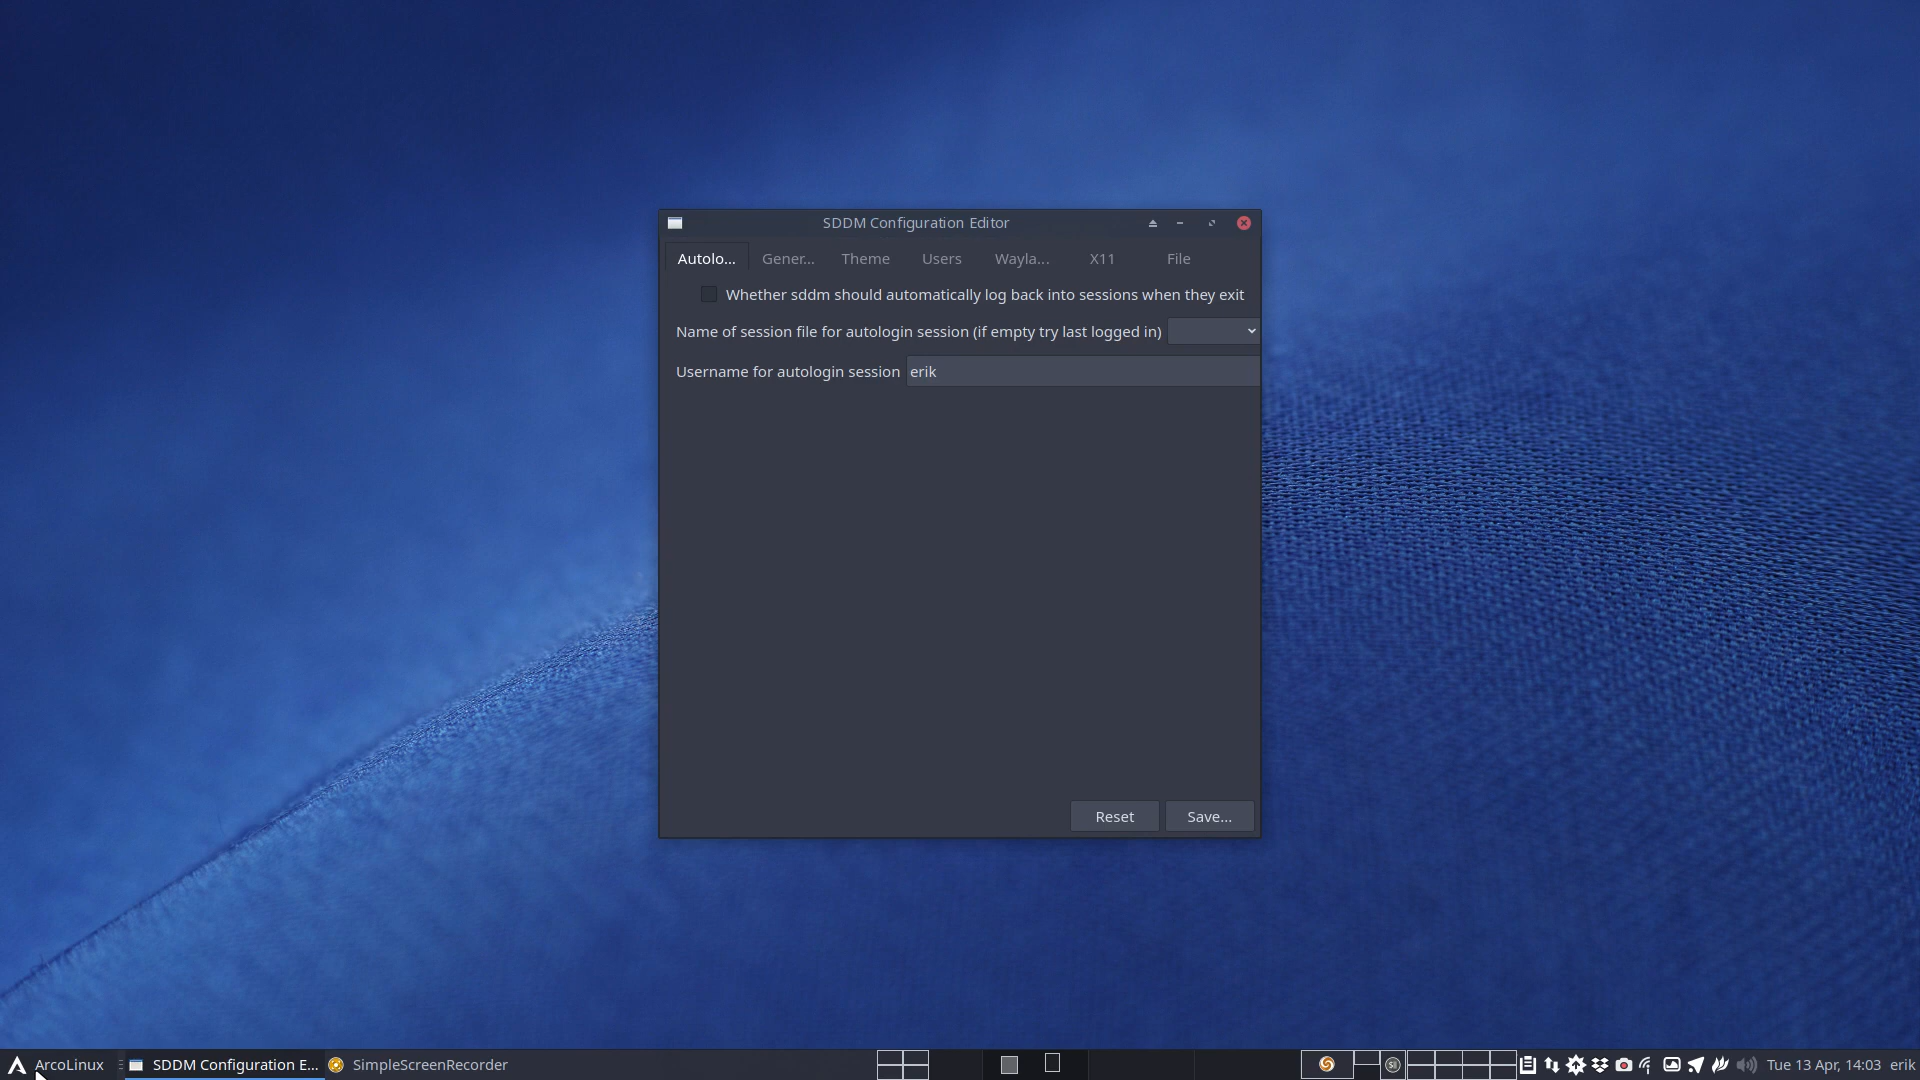 SDDM Configuration Editor
Autolo... Gener... Theme Users Wayla... X11 File
Whether sddm should automatically log back into sessions when they exit
Name of session file for autologin session (if empty try last logged in)
Username for autologin session erik
Reset Save...
ArcoLinux SDDM Configuration E... SimpleScreenRecorder Tue 13 Apr, 14:03 erik